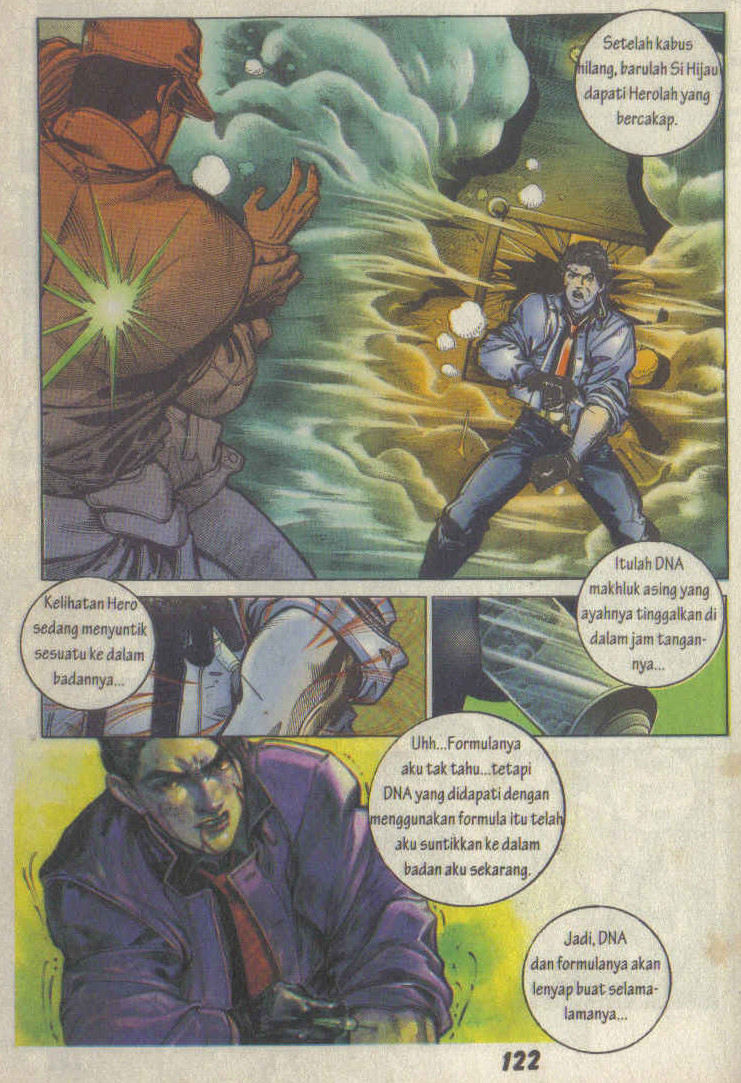 Setelah kabus
hilang, barulah Si Hijau
dapati Herolah yang
bercakap.
Kelihatan Hero
sedang menyuntik
sesuatu ke dalam
badannya...
Itulah DNA
makhluk asing yang
ayahnya tinggalkan di
dalam jam tangan-
nya...
Uhh...Formulanya
aku tak tahu...tetapi
DNA yang didapati dengan
menggunakan formula itu telah
aku suntikkan ke dalam
badan aku sekarang.
Jadi, DNA
dan formulanya akan
lenyap buat selama-
lamanya...
122